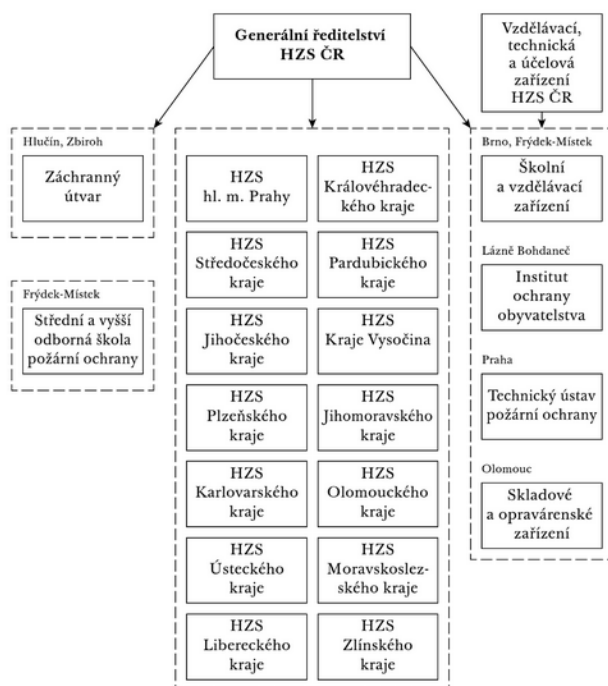 Generální ředitelství
HZS ČR
Vzdělávací,
technická
a účelová
zařízení
HZS ČR
Hlučín, Zbiroh
Záchranný
útvar
Frýdek-Místek
Střední a vyšší
odborná škola
požární ochrany
HZS
hl. m. Prahy
HZS
Královéhradec-
kého kraje
HZS
Středočeského
kraje
HZS
Pardubického
kraje
HZS
Jihočeského
kraje
HZS
Kraje Vysočina
HZS
Plzeňského
kraje
HZS
Jihomoravského
kraje
HZS
Karlovarského
kraje
HZS
Olomouckého
kraje
HZS
Ústeckého
kraje
HZS
Moravskoslez-
ského kraje
HZS
Libereckého
kraje
HZS
Zlínského
kraje
Brno, Frýdek-Místek
Školní
a vzdělávací
zařízení
Lázně Bohdaneč
Institut
ochrany
obyvatelstva
Praha
Technický ústav
požární ochrany
Olomouc
Skladové
a opravárenské
zařízení